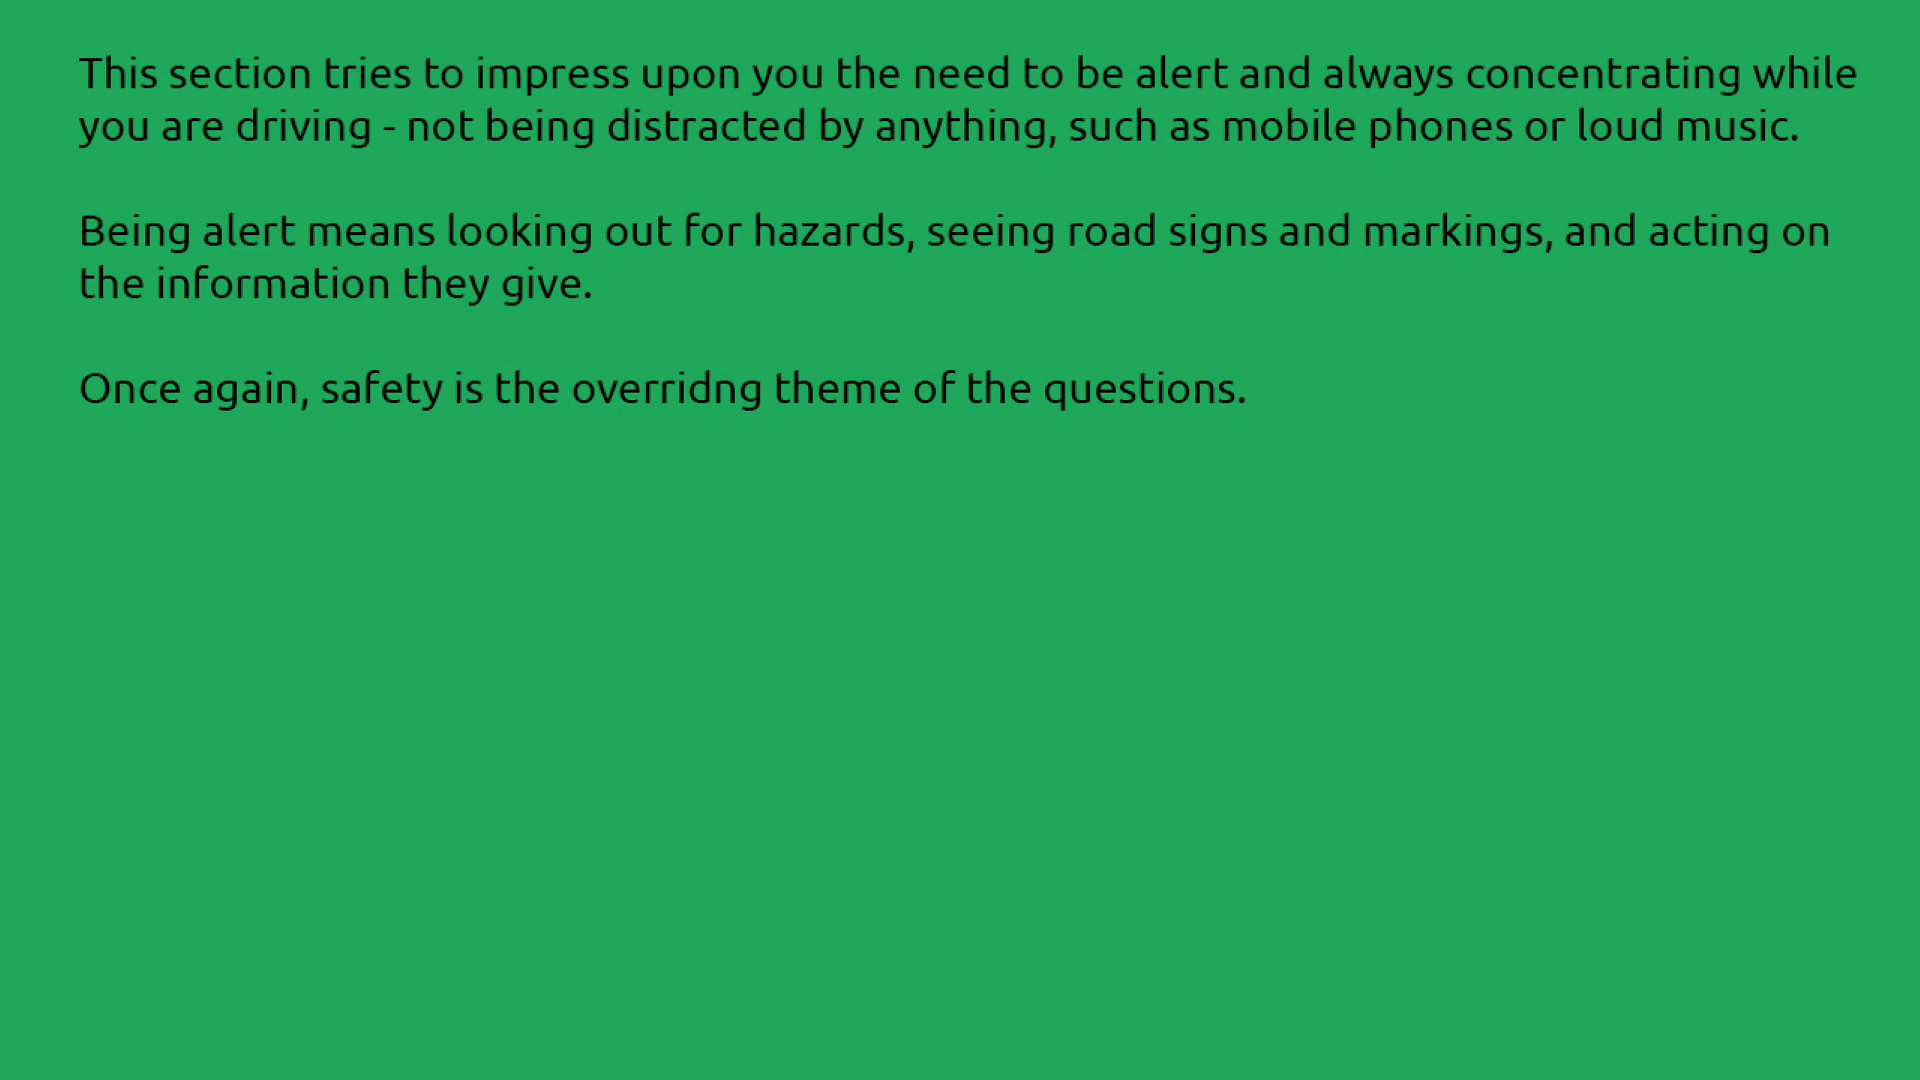 This section tries to impress upon you the need to be alert and always concentrating while
you are driving - not being distracted by anything, such as mobile phones or loud music.
Being alert means looking out for hazards, seeing road signs and markings, and acting on
the information they give.
Once again, safety is the overridng theme of the questions.